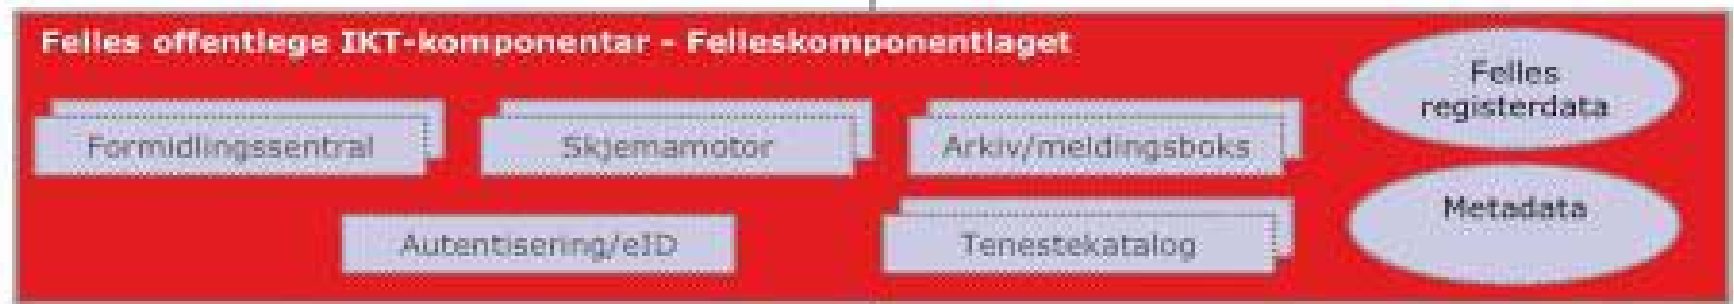 Felles offentlege IKT-komponentar - Felleskomponentlaget
Felles
registerdata
Formidlingssentral
Skjemamotor
Arkiv/meldingsboks
Metadata
Autentisering/eID
Tenestekatalog